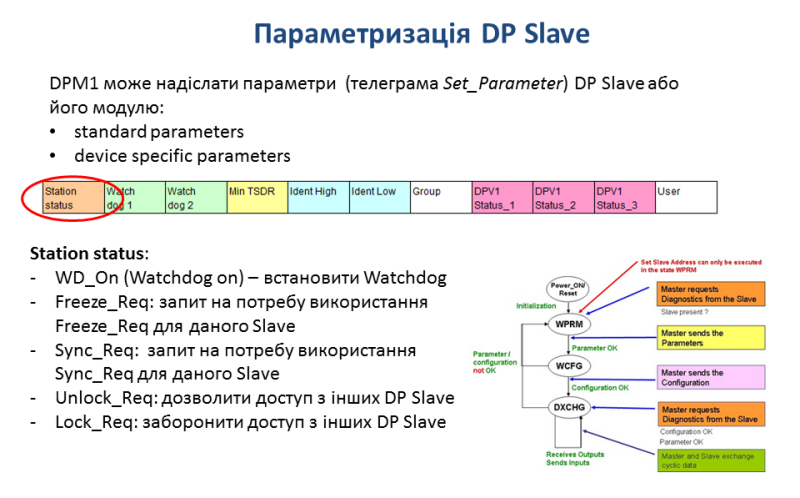 Параметризація DP Slave
DPM1 може надіслати параметри (телеграма Set_Parameter) DP Slave або
його модулю:
• standard parameters
• device specific parameters
Station status
Watch dog 1
Watch dog 2
Min TSDR
Ident High
Ident Low
Group
DPV1 Status_1
DPV1 Status_2
DPV1 Status_3
User
Station status:
- WD_On (Watchdog on) – встановити Watchdog
- Freeze_Req: запит на потребу використання
Freeze_Req для даного Slave
- Sync_Req: запит на потребу використання
Sync_Req для даного Slave
- Unlock_Req: дозволити доступ з інших DP Slave
- Lock_Req: заборонити доступ з інших DP Slave
Set Slave Address can only be executed
in the state WPRM
Power_ON/
Reset
Initialization
Master requests
Diagnostics from the Slave
Slave present ?
WPRM
Master sends the
Parameters
Parameter OK
Parameter /
configuration
not OK
WCFG
Master sends the
Configuration
Configuration OK
DXCHG
Master requests
Diagnostics from the Slave
Configuration OK
Parameter OK
Receives Outputs
Sends Inputs
Master and Slave exchange
cyclic data